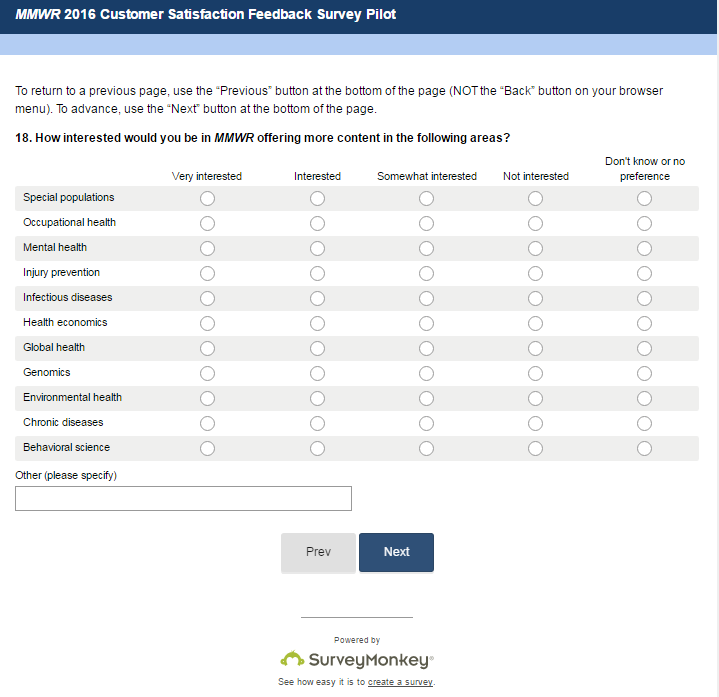 MMWR 2016 Customer Satisfaction Feedback Survey Pilot
To return to a previous page, use the “Previous” button at the bottom of the page (NOT the “Back” button on your browser
menu). To advance, use the “Next” button at the bottom of the page.
18. How interested would you be in MMWR offering more content in the following areas?
Very interested Interested Somewhat interested Not interested Don't know or no
preference
Special populations
Occupational health
Mental health
Injury prevention
Infectious diseases
Health economics
Global health
Genomics
Environmental health
Chronic diseases
Behavioral science
Other (please specify)
Prev Next
Powered by
SurveyMonkey®
See how easy it is to create a survey.